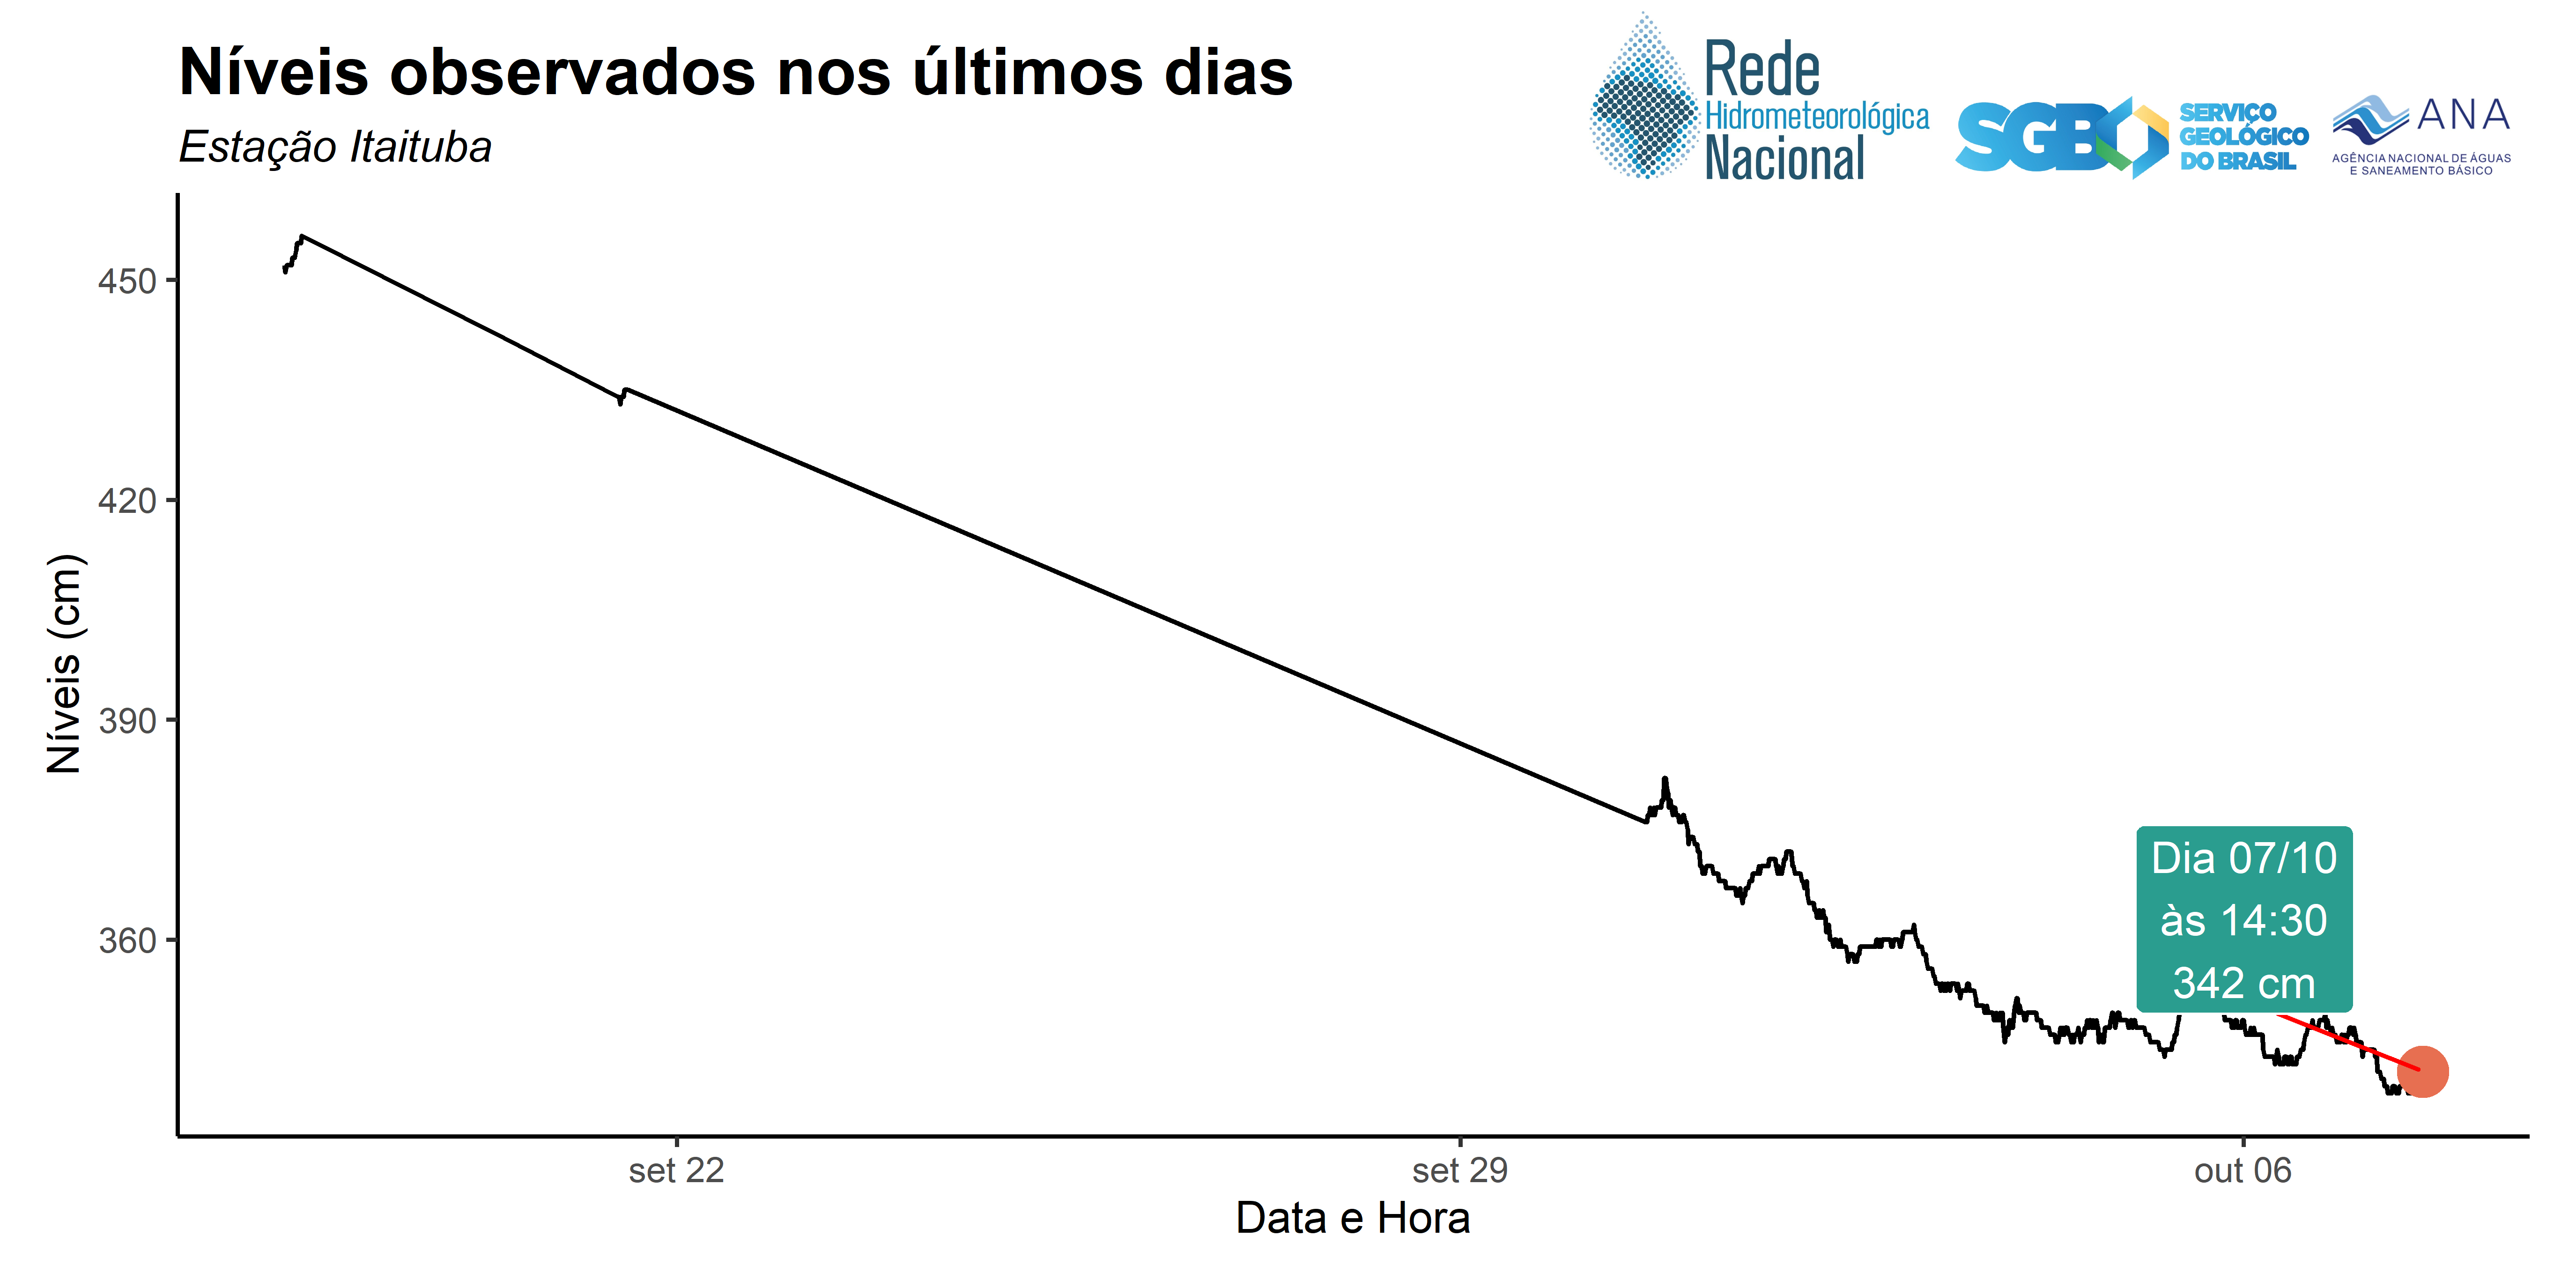 Níveis observados nos últimos dias
Estação Itaituba
Rede
Hidrometeorológica
Nacional
SGB
SERVIÇO
GEOLÓGICO
DO BRASIL
ANA
AGÊNCIA NACIONAL DE ÁGUAS
E SANEAMENTO BÁSICO
Níveis (cm)
450
420
390
360
Dia 07/10
às 14:30
342 cm
set 22
set 29
out 06
Data e Hora